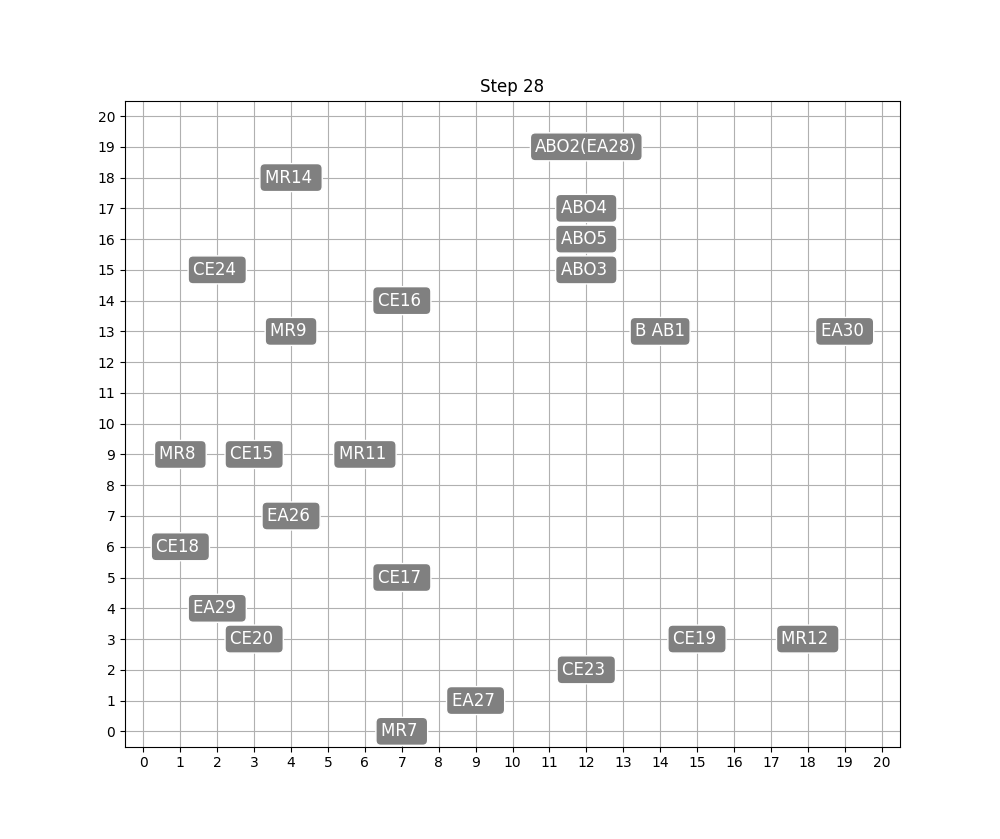 Step 28
20
19
ABO2(EA28)
18
MR14
17
ABO4
16
ABO5
15
CE24
ABO3
14
CE16
13
MR9
B AB1
EA30
12
11
10
9
MR8
CE15
MR11
8
7
EA26
6
CE18
5
CE17
4
EA29
3
CE20
CE19
MR12
2
CE23
1
EA27
0
MR7
0 1 2 3 4 5 6 7 8 9 10 11 12 13 14 15 16 17 18 19 20